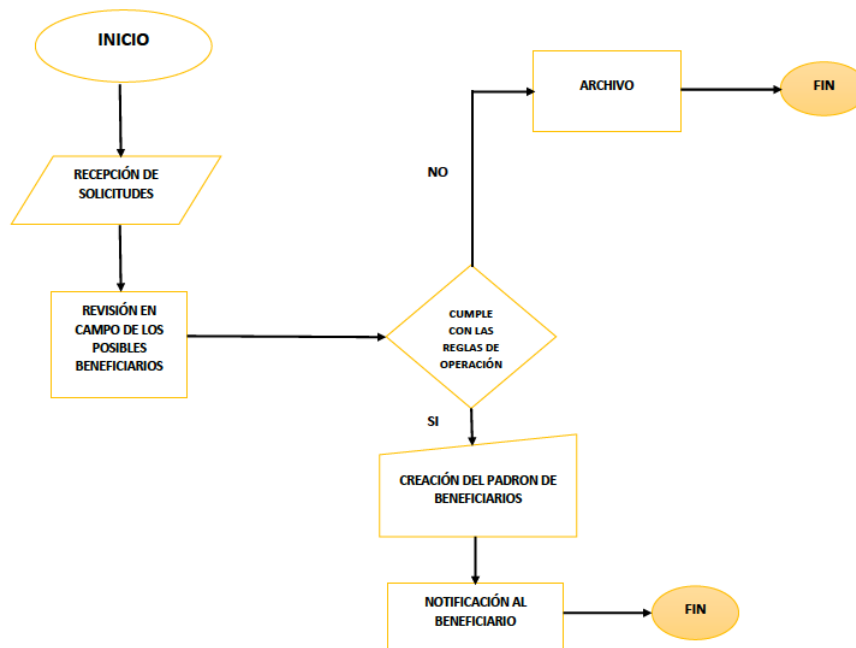 INICIO
RECEPCIÓN DE
SOLICITUDES
REVISIÓN EN
CAMPO DE LOS
POSIBLES
BENEFICIARIOS
CUMPLE
CON LAS
REGLAS DE
OPERACIÓN
NO
ARCHIVO
FIN
SI
CREACIÓN DEL PADRON DE
BENEFICIARIOS
NOTIFICACIÓN AL
BENEFICIARIO
FIN